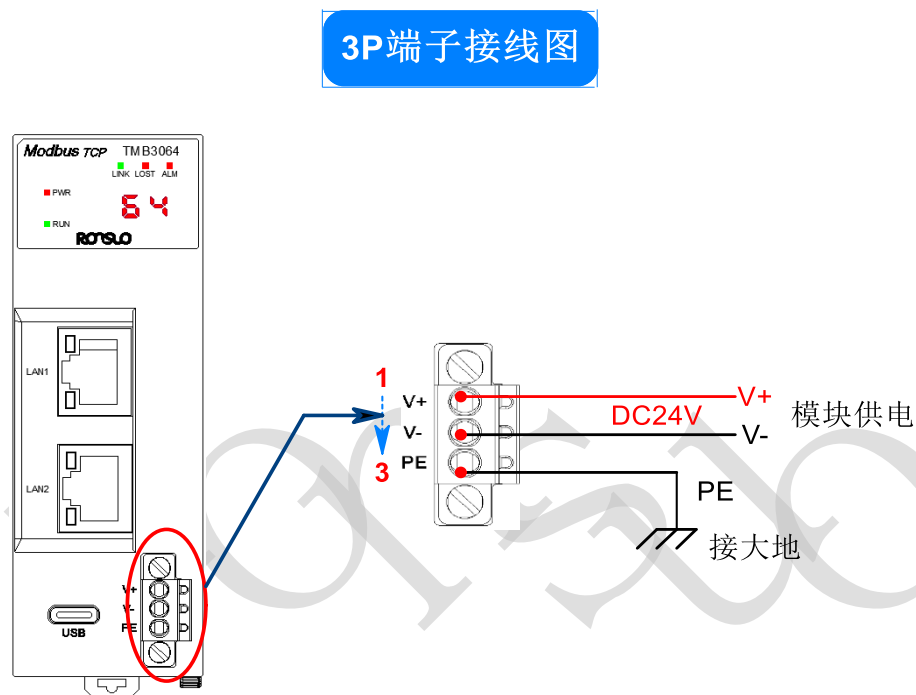 3P端子接线图
Modbus TCP TMB3064
LINK LOST ALM
PWR
64
RUN
RONSLO
LAN1
LAN2
V+
V-
PE
USB
1
3
V+
V-
PE
DC24V
V+
V-
模块供电
PE
接大地